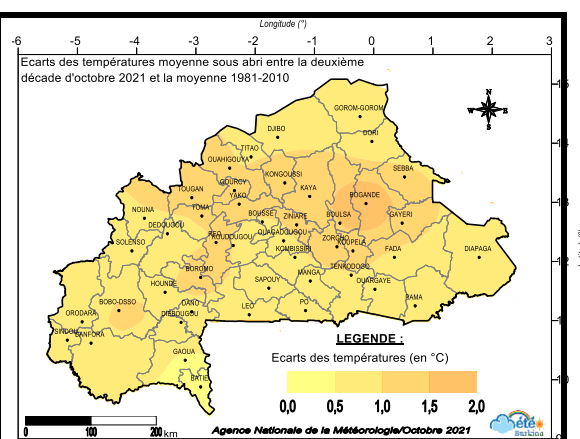 Longitude (°)
-6 -5 -4 -3 -2 -1 0 1 2 3
Ecarts des températures moyenne sous abri entre la deuxième
décade d'octobre 2021 et la moyenne 1981-2010
N
W E
S
GOROM-GOROM
DJIBO
DORI
TITAO
OUAHIGOUYA
SEBBA
KONGOUSSI
GOURCY
TOUGAN
KAYA
YAKO
BOGANDE
NOUNA
TOMA
BOUSSE
ZINIARE
BOULSA
GAYERI
DEDOUGOU
REO
KOUDOUGOU
OUAGADOUGOU
ZORGHO
SOLENSO
KOMBISSIRI
KOUPELA
FADA
DIAPAGA
BOROMO
TENKODOGO
HOUNDE
SAPOUY
MANGA
OUARGAYE
BOBO-DSSO
DANO
LEO
PO
PAMA
ORODARA
DIEBOUGOU
SINDOU
BANFORA
GAOUA
BATIE
LEGENDE :
Ecarts des températures (en °C)
0,0 0,5 1,0 1,5 2,0
0 100 200 km
Agence Nationale de la Météorologie/Octobre 2021
été
Burkina